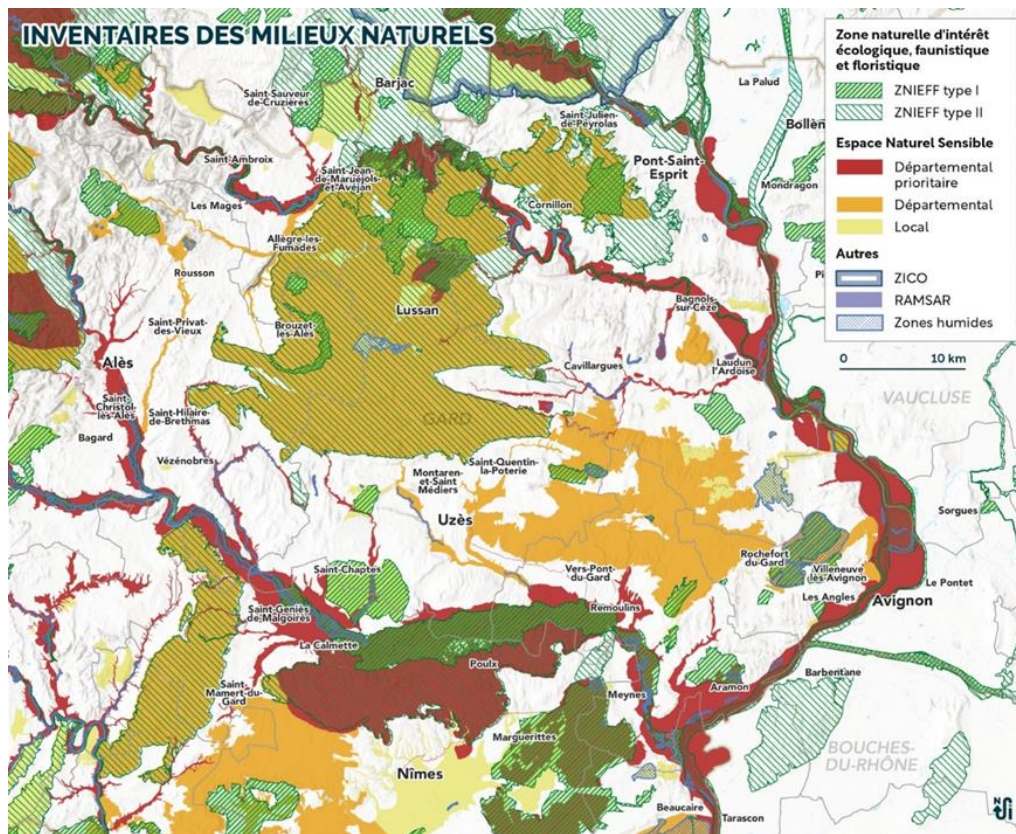 INVENTAIRES DES MILIEUX NATURELS
Zone naturelle d'intérêt
écologique, faunistique
et floristique
ZNIEFF type I
ZNIEFF type II
Espace Naturel Sensible
Départemental
prioritaire
Départemental
Local
Autres
ZICO
RAMSAR
Zones humides
0 10 km
Barjac
La Palud
Saint-Sauveur
de-Cruzières
Saint-Julien
de-Peyrolas
Bollèn
Saint-Ambroix
Pont-Saint-
Esprit
Saint-Jean
de-Maruéjols
et-Avéjan
Mondragon
Les Mages
Cornillon
Allègre-les-
Fumades
Rousson
Lussan
Bagnols
sur-Cèze
Saint-Privat
des-Vieux
Brouzet
les-Alès
Alès
Cavillargues
Laudun
l'Ardoise
Saint-
Christol
lès-Alès
Saint-Hilaire
de-Brethmas
VAUCLUSE
GARD
Bagard
Vézénobres
Saint-Quentin
la-Poterie
Montaren
et-Saint
Médiers
Uzès
Sorgues
Rochefort
du-Gard
Saint-Chaptes
Vers-Pont
du-Gard
Villeneuve
lès-Avignon
Le Pontet
Les Angles
Avignon
Saint-Geniès
de-Malgoirès
Remoulins
La Calmette
Poulx
Barbentane
Saint-
Mamert-du
Gard
Aramon
Meynes
Marguerittes
BOUCHES-
DU-RHÔNE
Nîmes
Beaucaire
Tarascon
N